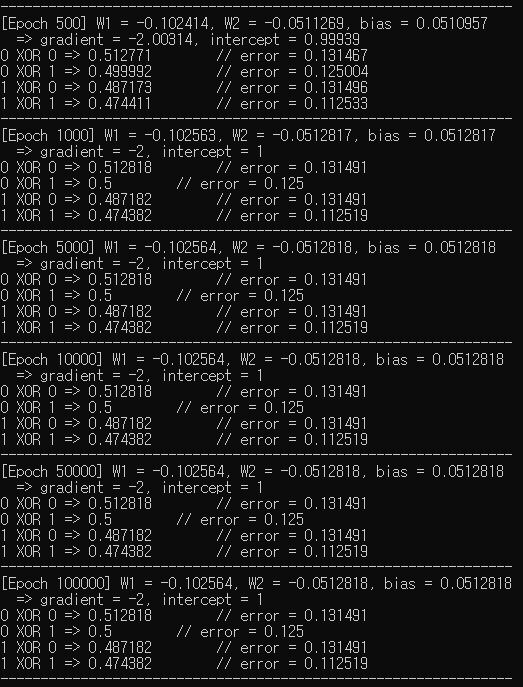 [Epoch 500] W1 = -0.102414, W2 = -0.0511269, bias = 0.0510957
=> gradient = -2.00314, intercept = 0.99939
0 XOR 0 => 0.512771 // error = 0.131467
0 XOR 1 => 0.499992 // error = 0.125004
1 XOR 0 => 0.487173 // error = 0.131496
1 XOR 1 => 0.474411 // error = 0.112533
[Epoch 1000] W1 = -0.102563, W2 = -0.0512817, bias = 0.0512817
=> gradient = -2, intercept = 1
0 XOR 0 => 0.512818 // error = 0.131491
0 XOR 1 => 0.5 // error = 0.125
1 XOR 0 => 0.487182 // error = 0.131491
1 XOR 1 => 0.474382 // error = 0.112519
[Epoch 5000] W1 = -0.102564, W2 = -0.0512818, bias = 0.0512818
=> gradient = -2, intercept = 1
0 XOR 0 => 0.512818 // error = 0.131491
0 XOR 1 => 0.5 // error = 0.125
1 XOR 0 => 0.487182 // error = 0.131491
1 XOR 1 => 0.474382 // error = 0.112519
[Epoch 10000] W1 = -0.102564, W2 = -0.0512818, bias = 0.0512818
=> gradient = -2, intercept = 1
0 XOR 0 => 0.512818 // error = 0.131491
0 XOR 1 => 0.5 // error = 0.125
1 XOR 0 => 0.487182 // error = 0.131491
1 XOR 1 => 0.474382 // error = 0.112519
[Epoch 50000] W1 = -0.102564, W2 = -0.0512818, bias = 0.0512818
=> gradient = -2, intercept = 1
0 XOR 0 => 0.512818 // error = 0.131491
0 XOR 1 => 0.5 // error = 0.125
1 XOR 0 => 0.487182 // error = 0.131491
1 XOR 1 => 0.474382 // error = 0.112519
[Epoch 100000] W1 = -0.102564, W2 = -0.0512818, bias = 0.0512818
=> gradient = -2, intercept = 1
0 XOR 0 => 0.512818 // error = 0.131491
0 XOR 1 => 0.5 // error = 0.125
1 XOR 0 => 0.487182 // error = 0.131491
1 XOR 1 => 0.474382 // error = 0.112519